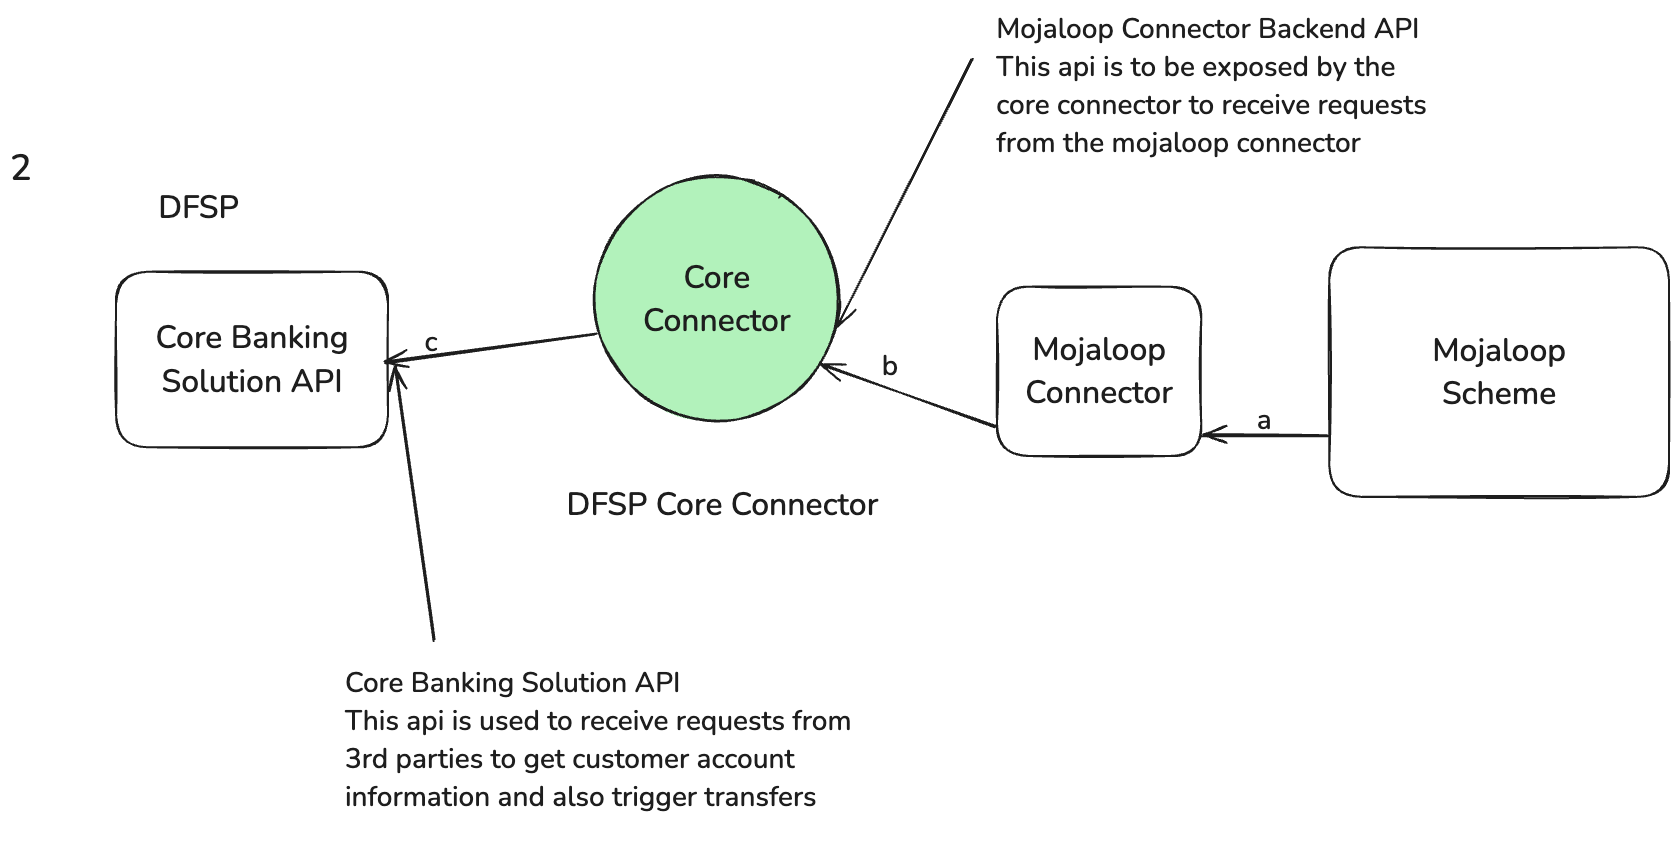 Mojaloop Connector Backend API
This api is to be exposed by the
core connector to receive requests
from the mojaloop connector
2
DFSP
Core Banking
Solution API
c
Core
Connector
b
Mojaloop
Connector
a
Mojaloop
Scheme
DFSP Core Connector
Core Banking Solution API
This api is used to receive requests from
3rd parties to get customer account
information and also trigger transfers